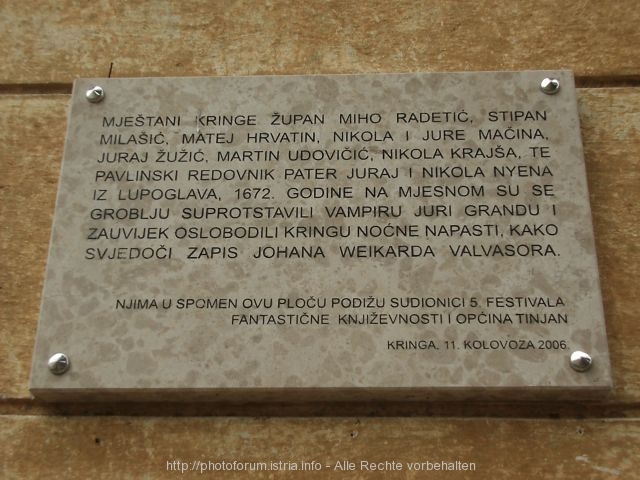 MJEŠTANI KRINGE ŽUPAN MIHO RADETIĆ, STIPAN
MILAŠIĆ, MATEJ HRVATIN, NIKOLA I JURE MAČINA,
JURAJ ŽUŽIĆ, MARTIN UDOVIČIĆ, NIKOLA KRAJŠA, TE
PAVLINSKI REDOVNIK PATER JURAJ I NIKOLA NYENA
IZ LUPOGLAVA, 1672. GODINE NA MJESNOM SU SE
GROBLJU SUPROTSTAVILI VAMPIRU JURI GRANDU I
ZAUVIJEK OSLOBODILI KRINGU NOĆNE NAPASTI, KAKO
SVJEDOČI ZAPIS JOHANA WEIKARDA VALVASORA.
NJIMA U SPOMEN OVU PLOČU PODIŽU SUDIONICI 5. FESTIVALA
FANTASTIČNE KNJIŽEVNOSTI I OPĆINA TINJAN
KRINGA, 11. KOLOVOZA 2006.
http://photoforum.istria.info - Alle Rechte vorbehalten